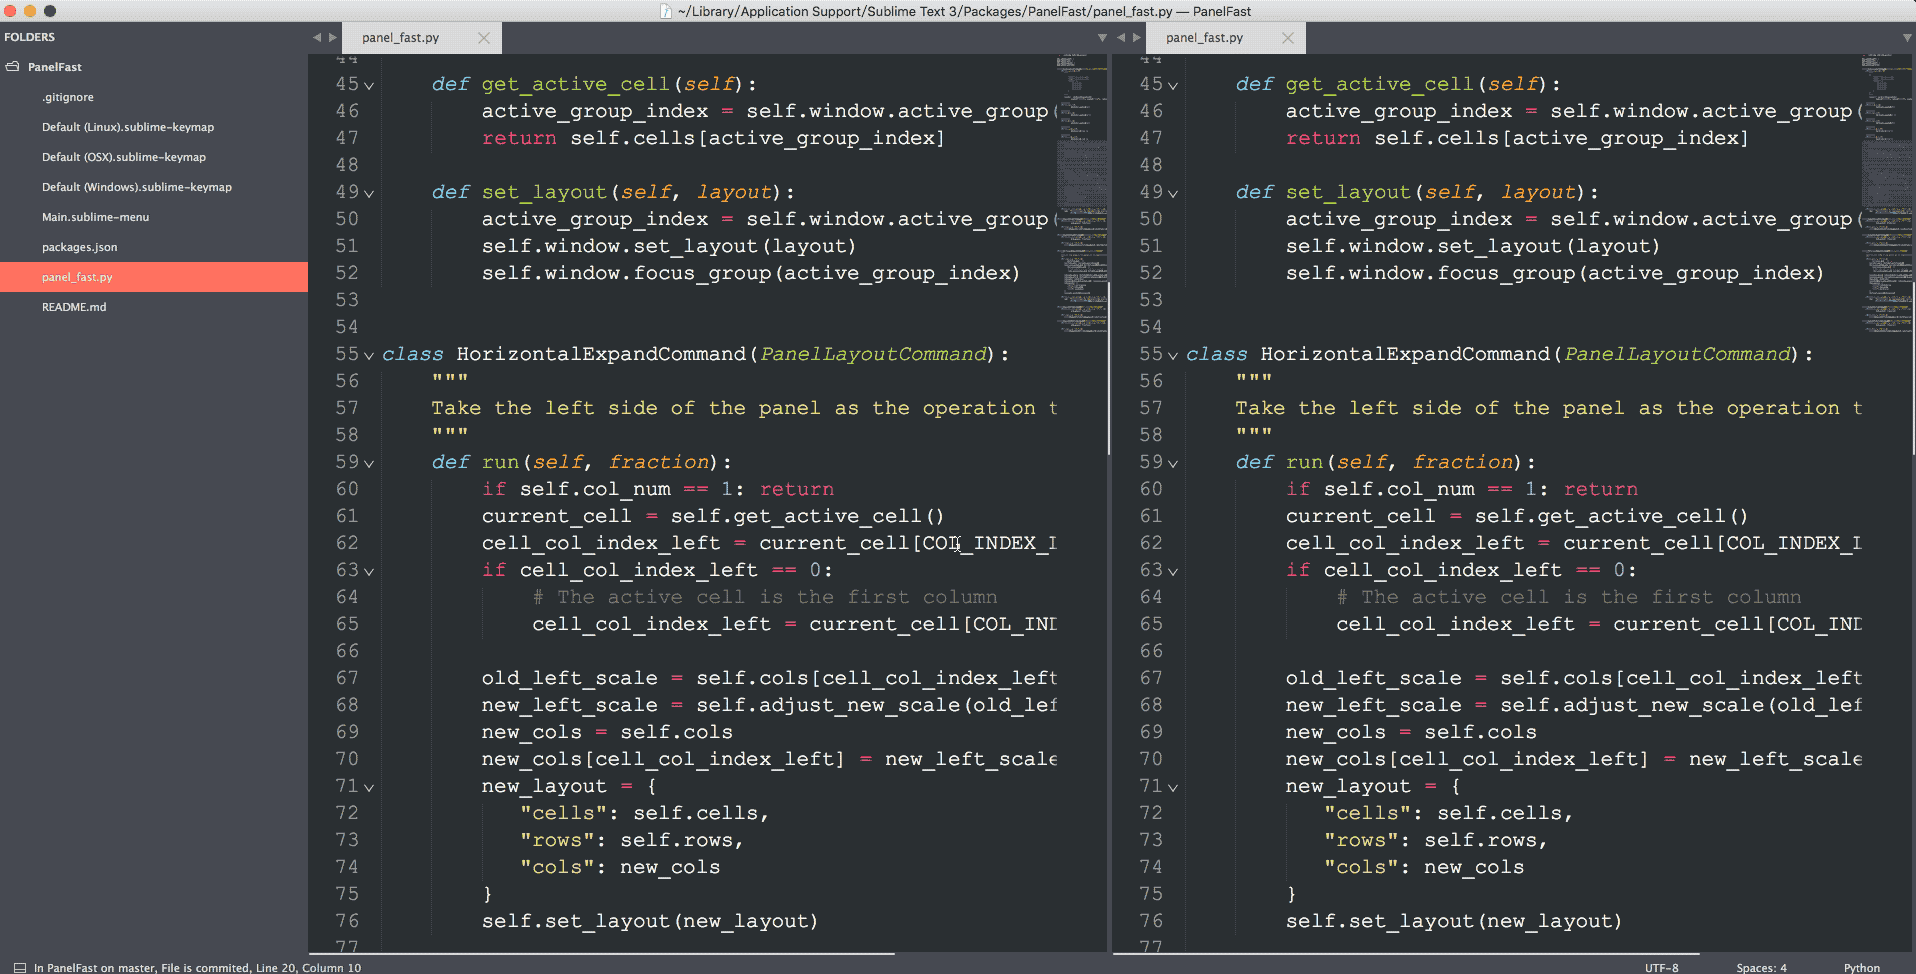 ~/Library/Application Support/Sublime Text 3/Packages/PanelFast/panel_fast.py — PanelFast
FOLDERS
PanelFast
.gitignore
Default (Linux).sublime-keymap
Default (OSX).sublime-keymap
Default (Windows).sublime-keymap
Main.sublime-menu
packages.json
panel_fast.py
README.md
panel_fast.py
44
45 def get_active_cell(self):
46 active_group_index = self.window.active_group(
47 return self.cells[active_group_index]
48
49 def set_layout(self, layout):
50 active_group_index = self.window.active_group(
51 self.window.set_layout(layout)
52 self.window.focus_group(active_group_index)
53
54
55 class HorizontalExpandCommand(PanelLayoutCommand):
56 """
57 Take the left side of the panel as the operation t
58 """
59 def run(self, fraction):
60 if self.col_num == 1: return
61 current_cell = self.get_active_cell()
62 cell_col_index_left = current_cell[COL_INDEX_
63 if cell_col_index_left == 0:
64 # The active cell is the first column
65 cell_col_index_left = current_cell[COL_IND
66
67 old_left_scale = self.cols[cell_col_index_left
68 new_left_scale = self.adjust_new_scale(old_lef
69 new_cols = self.cols
70 new_cols[cell_col_index_left] = new_left_scale
71 new_layout = {
72 "cells": self.cells,
73 "rows": self.rows,
74 "cols": new_cols
75 }
76 self.set_layout(new_layout)
77
panel_fast.py
44
45 def get_active_cell(self):
46 active_group_index = self.window.active_group(
47 return self.cells[active_group_index]
48
49 def set_layout(self, layout):
50 active_group_index = self.window.active_group(
51 self.window.set_layout(layout)
52 self.window.focus_group(active_group_index)
53
54
55 class HorizontalExpandCommand(PanelLayoutCommand):
56 """
57 Take the left side of the panel as the operation t
58 """
59 def run(self, fraction):
60 if self.col_num == 1: return
61 current_cell = self.get_active_cell()
62 cell_col_index_left = current_cell[COL_INDEX_
63 if cell_col_index_left == 0:
64 # The active cell is the first column
65 cell_col_index_left = current_cell[COL_IND
66
67 old_left_scale = self.cols[cell_col_index_left
68 new_left_scale = self.adjust_new_scale(old_lef
69 new_cols = self.cols
70 new_cols[cell_col_index_left] = new_left_scale
71 new_layout = {
72 "cells": self.cells,
73 "rows": self.rows,
74 "cols": new_cols
75 }
76 self.set_layout(new_layout)
77
In PanelFast on master, File is commited, Line 20, Column 10
UTF-8
Spaces: 4
Python